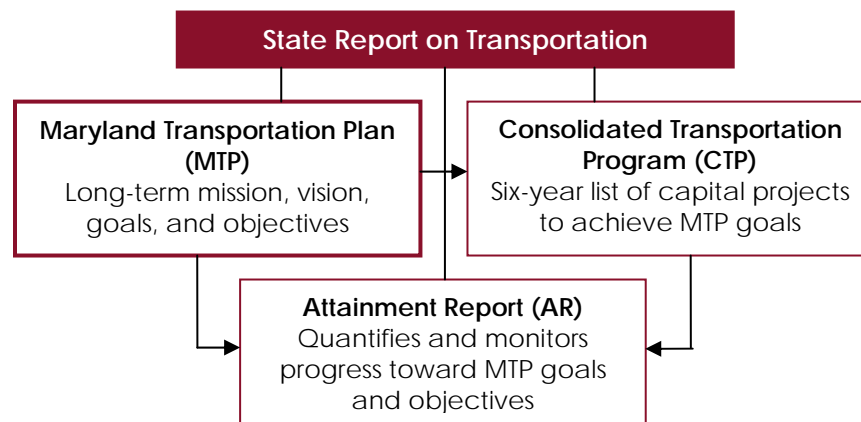 State Report on Transportation
Maryland Transportation Plan
(MTP)
Long-term mission, vision,
goals, and objectives
Consolidated Transportation
Program (CTP)
Six-year list of capital projects
to achieve MTP goals
Attainment Report (AR)
Quantifies and monitors
progress toward MTP goals
and objectives